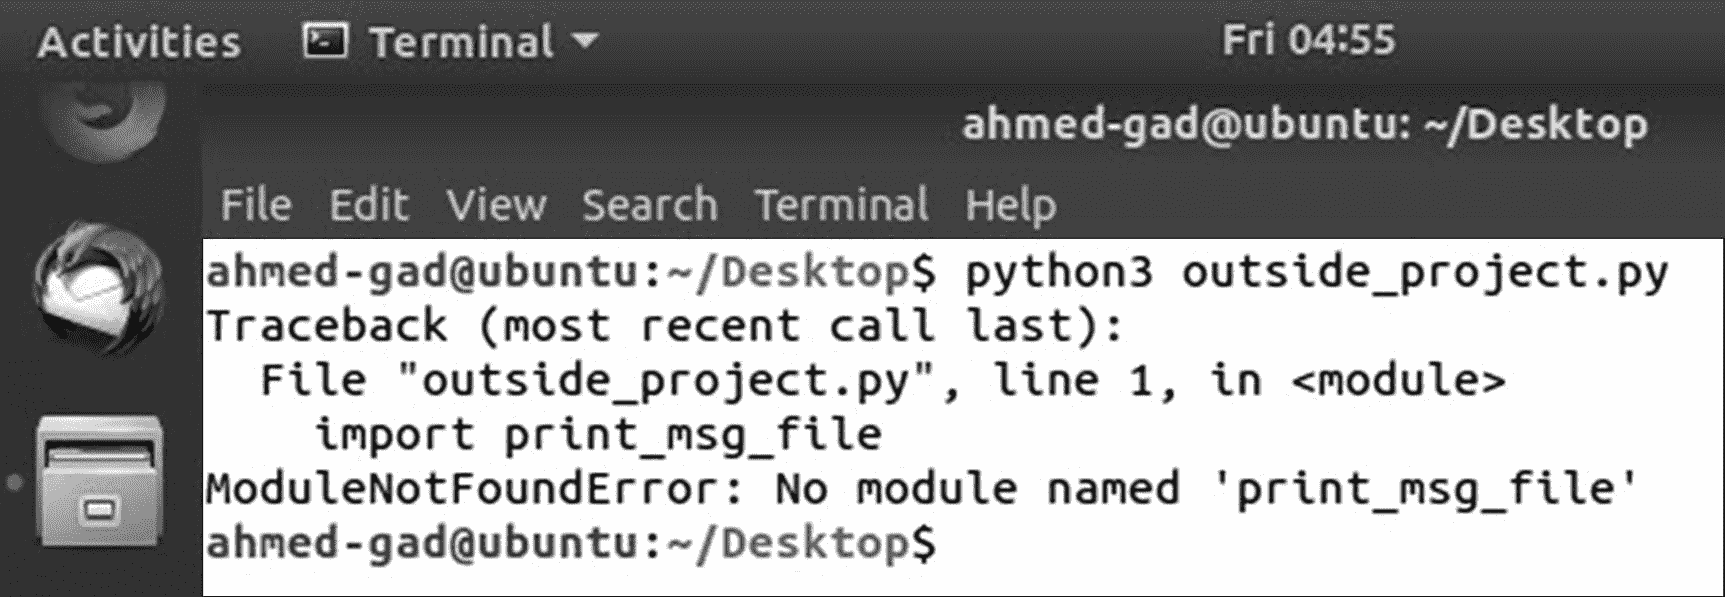 Activities Terminal Fri 04:55
ahmed-gad@ubuntu: ~/Desktop
File Edit View Search Terminal Help
ahmed-gad@ubuntu:~/Desktop$ python3 outside_project.py
Traceback (most recent call last):
  File "outside_project.py", line 1, in <module>
    import print_msg_file
ModuleNotFoundError: No module named 'print_msg_file'
ahmed-gad@ubuntu:~/Desktop$